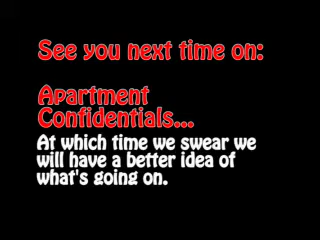 See you next time on:
Apartment
Confidentials...
At which time we swear we
will have a better idea of
what's going on.